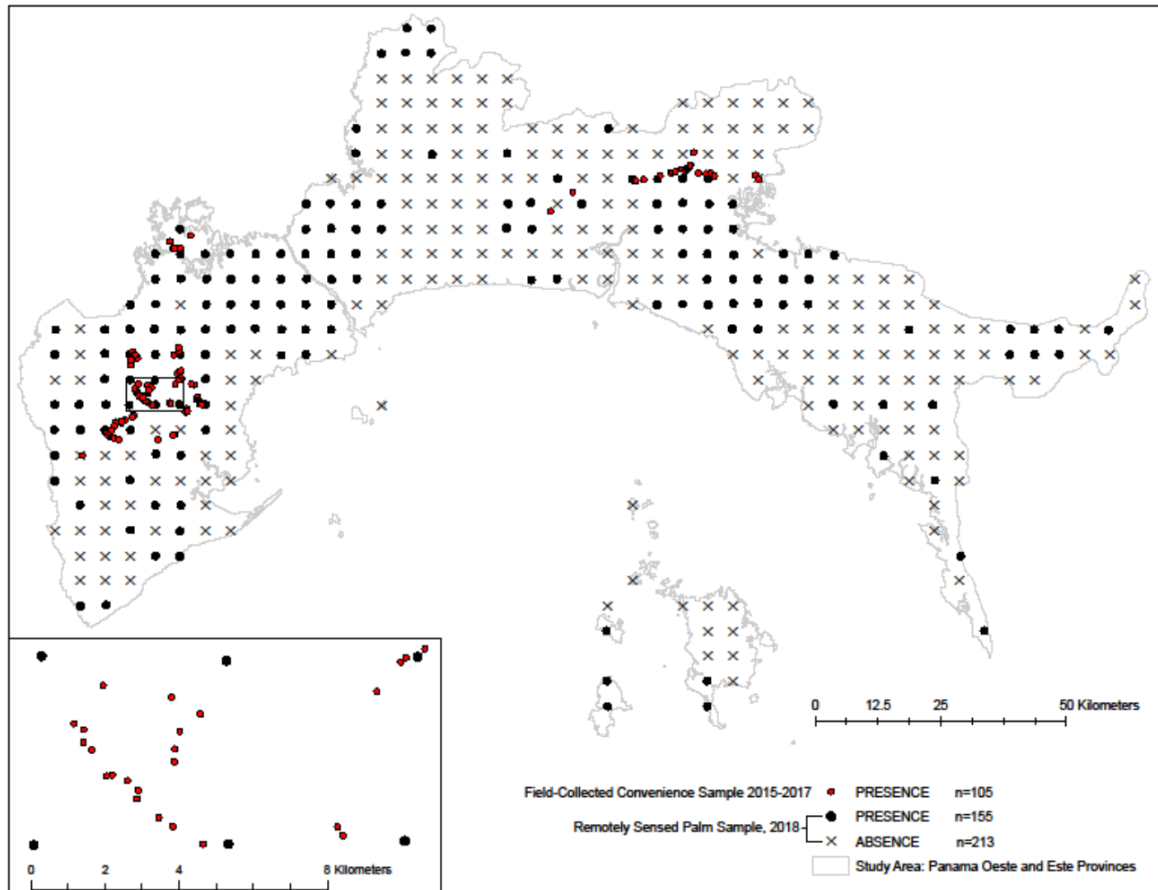 0 12.5 25 50 Kilometers
Field-Collected Convenience Sample 2015-2017 PRESENCE n=105
Remotely Sensed Palm Sample, 2018 PRESENCE n=155
ABSENCE n=213
Study Area: Panama Oeste and Este Provinces
0 2 4 8 Kilometers